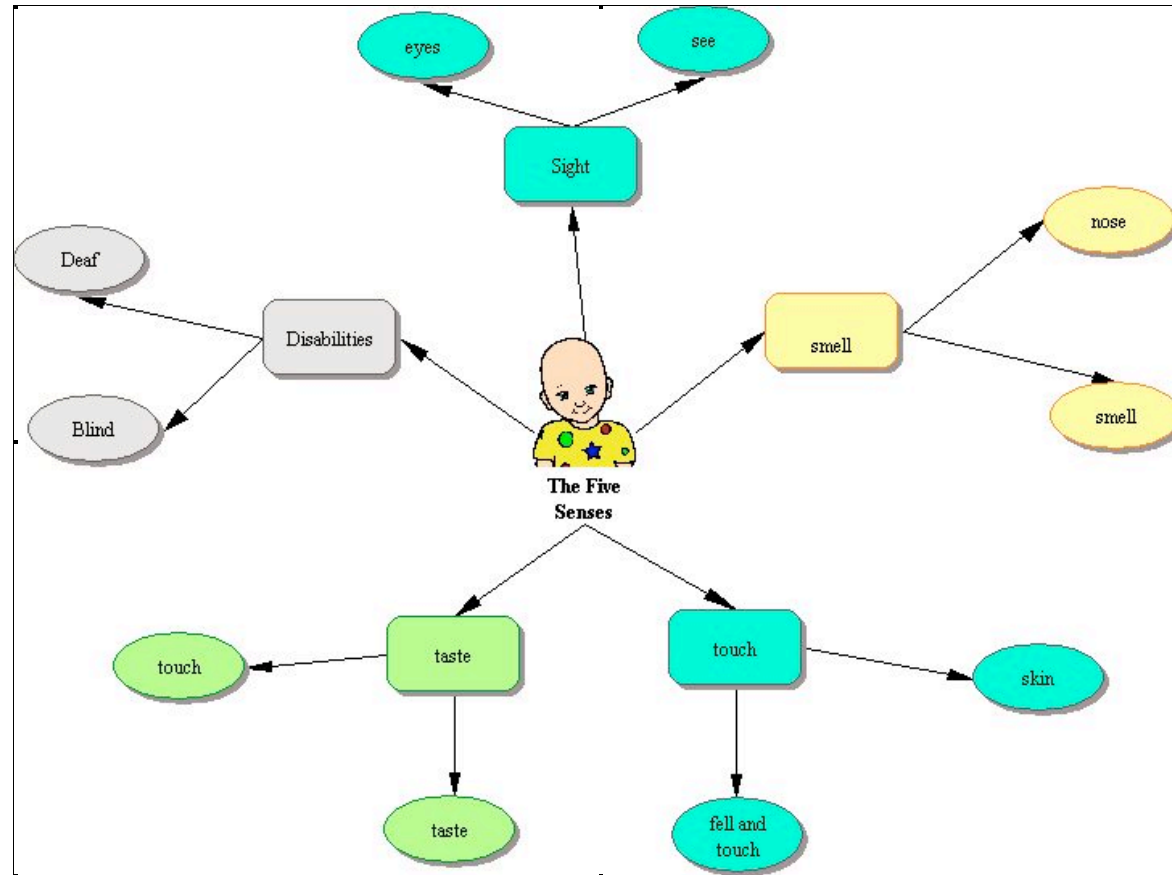 eyes
see
Sight
nose
Deaf
Disabilities
smell
smell
Blind
The Five
Senses
touch
taste
touch
skin
taste
fell and
touch